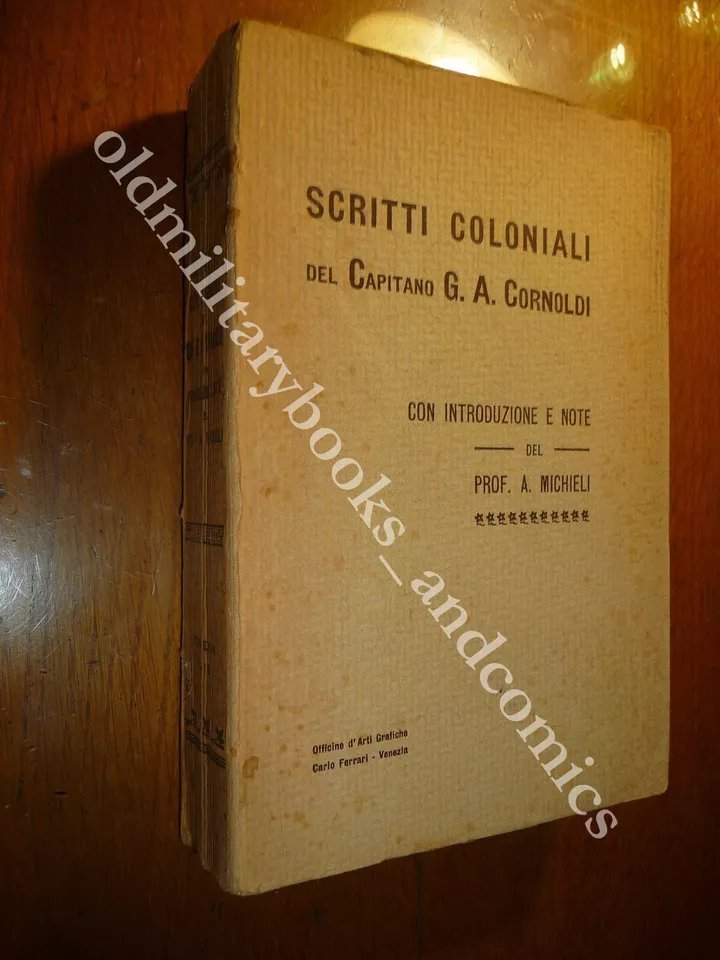 SCRITTI COLONIALI
DEL CAPITANO G. A. CORNOLDI
CON INTRODUZIONE E NOTE
DEL
PROF. A. MICHIELI
Officine d'Arti Grafiche
Carlo Ferrari - Venezia
oldmilitarybooks_andcomics